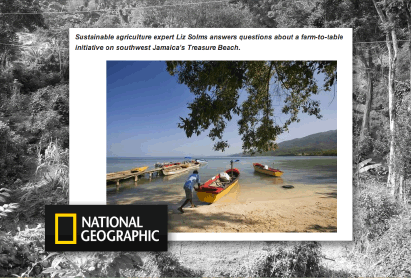 Sustainable agriculture expert Liz Solms answers questions about a farm-to-table
initiative on southwest Jamaica's Treasure Beach.
NATIONAL
GEOGRAPHIC